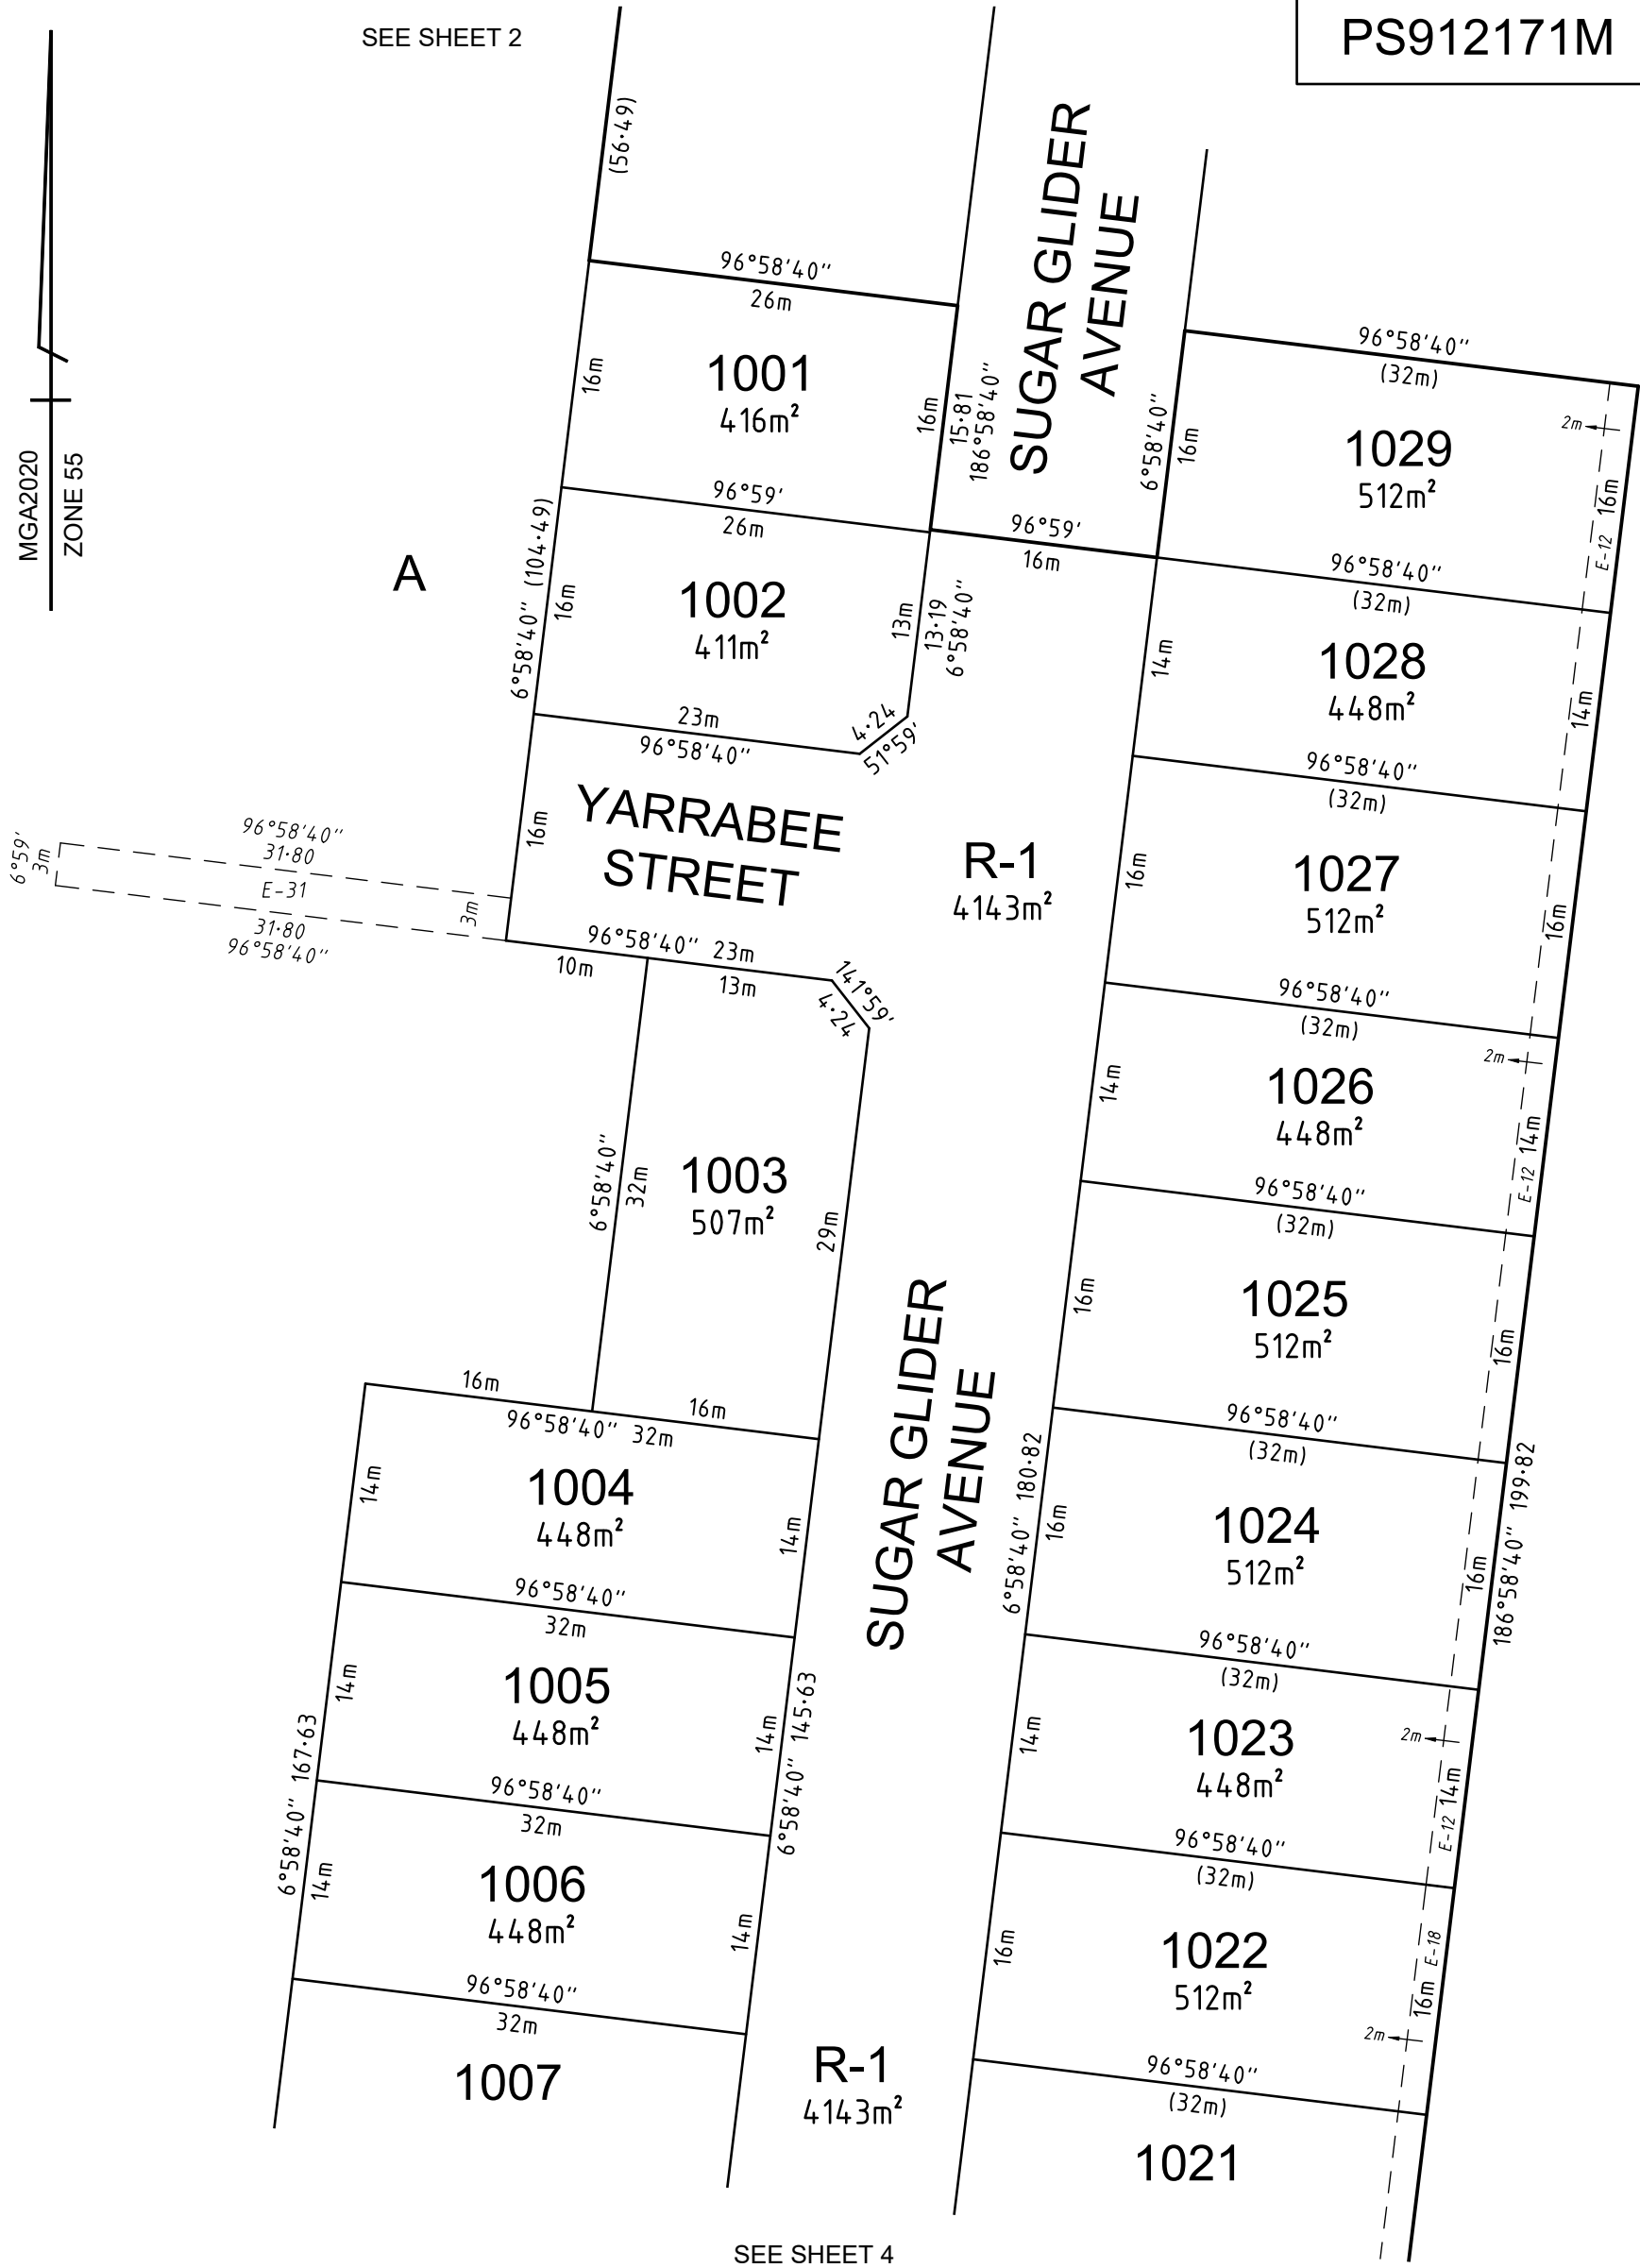 SEE SHEET 2
PS912171M
MGA2020
ZONE 55
(56·49)
SUGAR GLIDER
AVENUE
96°58'40"
26m
1001
416m²
16m
16m
15·81
186°58'40"
6°58'40"
16m
96°58'40"
(32m)
2m
1029
512m²
16m
E-12
96°59'
26m
96°59'
16m
96°58'40"
(32m)
A
6°58'40" (104·49)
16m
1002
411m²
13m
13·19
6°58'40"
14m
1028
448m²
14m
23m
96°58'40"
4·24
51°59'
96°58'40"
(32m)
YARRABEE
STREET
16m
R-1
4143m²
16m
1027
512m²
16m
6°59'
3m
96°58'40"
31·80
E-31
31·80
96°58'40"
3m
96°58'40" 23m
10m
13m
141°59'
4·24
96°58'40"
(32m)
2m
14m
1026
448m²
14m
E-12
6°58'40"
32m
1003
507m²
29m
96°58'40"
(32m)
16m
1025
512m²
16m
SUGAR GLIDER
AVENUE
16m
16m
96°58'40" 32m
96°58'40"
(32m)
14m
1004
448m²
14m
6°58'40" 180·82
16m
1024
512m²
16m
186°58'40" 199·82
96°58'40"
32m
96°58'40"
(32m)
6°58'40" 167·63
14m
1005
448m²
14m
6°58'40" 145·63
14m
1023
448m²
2m
14m
E-12
96°58'40"
32m
96°58'40"
(32m)
14m
1006
448m²
14m
16m
1022
512m²
16m
E-18
2m
96°58'40"
32m
96°58'40"
(32m)
1007
R-1
4143m²
1021
SEE SHEET 4